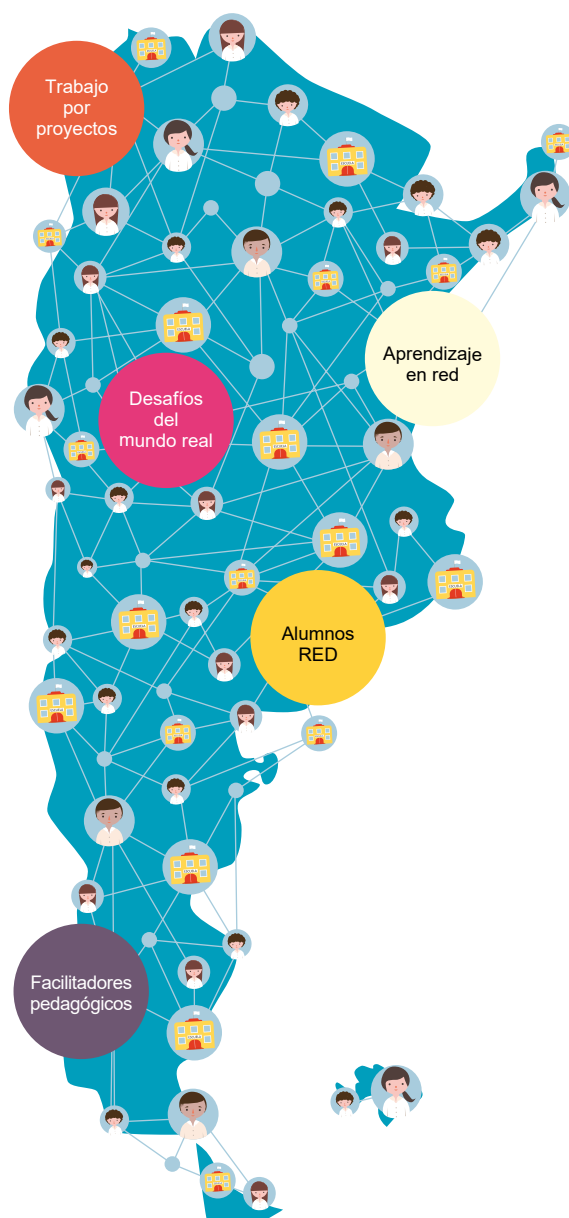 Trabajo
por
proyectos
Aprendizaje
en red
Desafíos
del
mundo real
Alumnos
RED
Facilitadores
pedagógicos